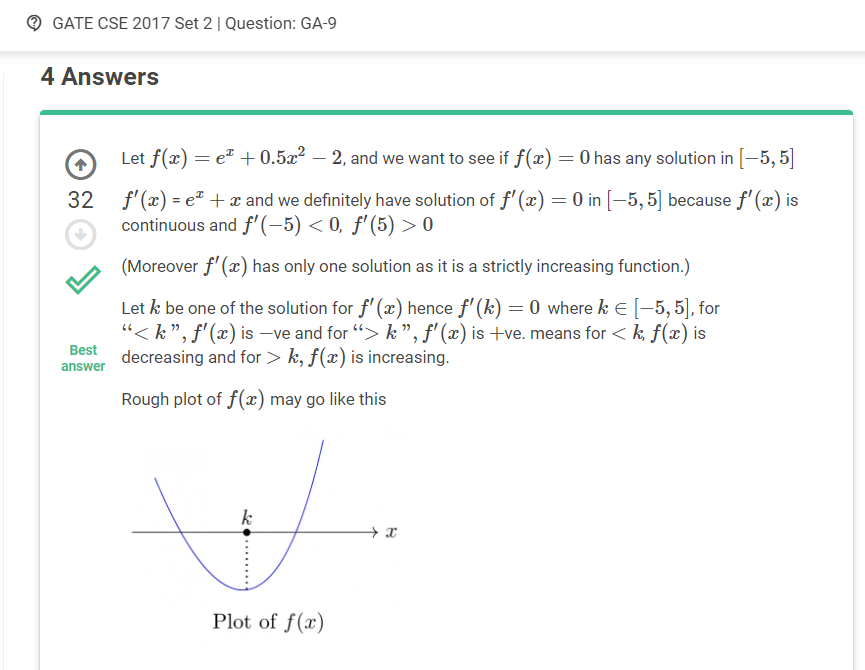 GATE CSE 2017 Set 2 | Question: GA-9
4 Answers
32
Best
answer
Let f(x) = eˣ + 0.5x² − 2, and we want to see if f(x) = 0 has any solution in [−5, 5]
f′(x) = eˣ + x and we definitely have solution of f′(x) = 0 in [−5, 5] because f′(x) is
continuous and f′(−5) < 0, f′(5) > 0
(Moreover f′(x) has only one solution as it is a strictly increasing function.)
Let k be one of the solution for f′(x) hence f′(k) = 0 where k ∈ [−5, 5], for
“< k ”, f′(x) is −ve and for “> k ”, f′(x) is +ve. means for < k, f(x) is
decreasing and for > k, f(x) is increasing.
Rough plot of f(x) may go like this
k
x
Plot of f(x)